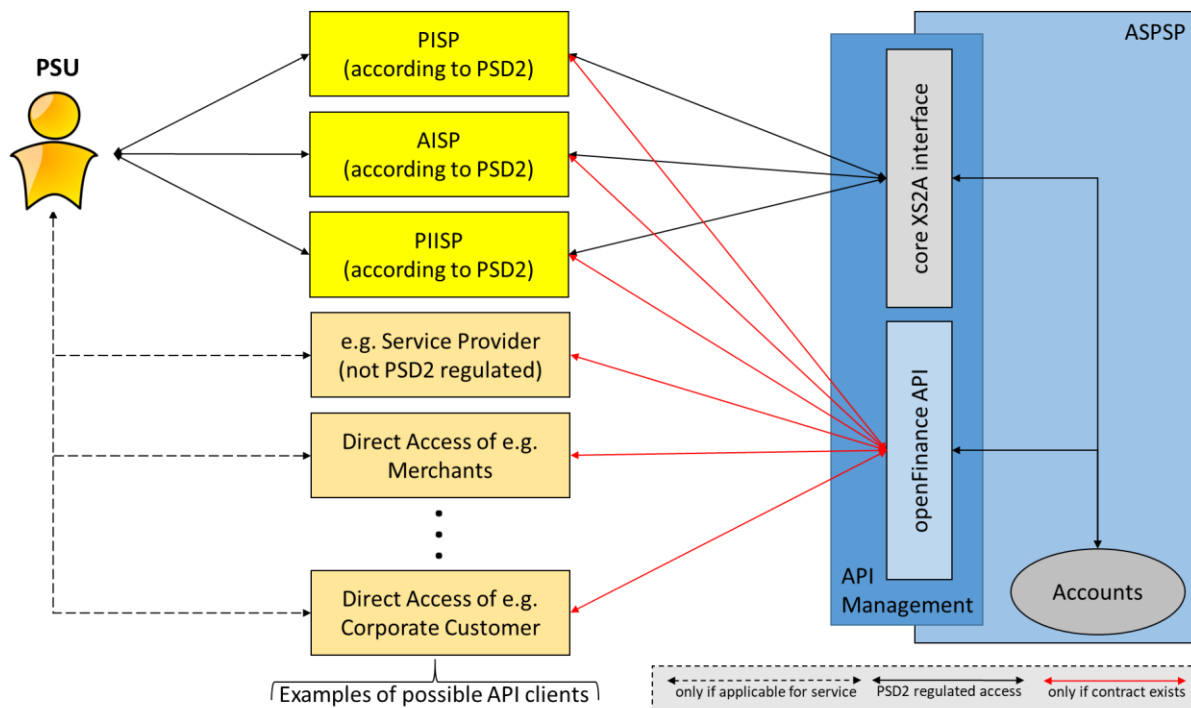 PSU
PISP
(according to PSD2)
AISP
(according to PSD2)
PIISP
(according to PSD2)
e.g. Service Provider
(not PSD2 regulated)
Direct Access of e.g.
Merchants
Direct Access of e.g.
Corporate Customer
Examples of possible API clients
ASPSP
core XS2A interface
openFinance API
API
Management
Accounts
only if applicable for service
PSD2 regulated access
only if contract exists